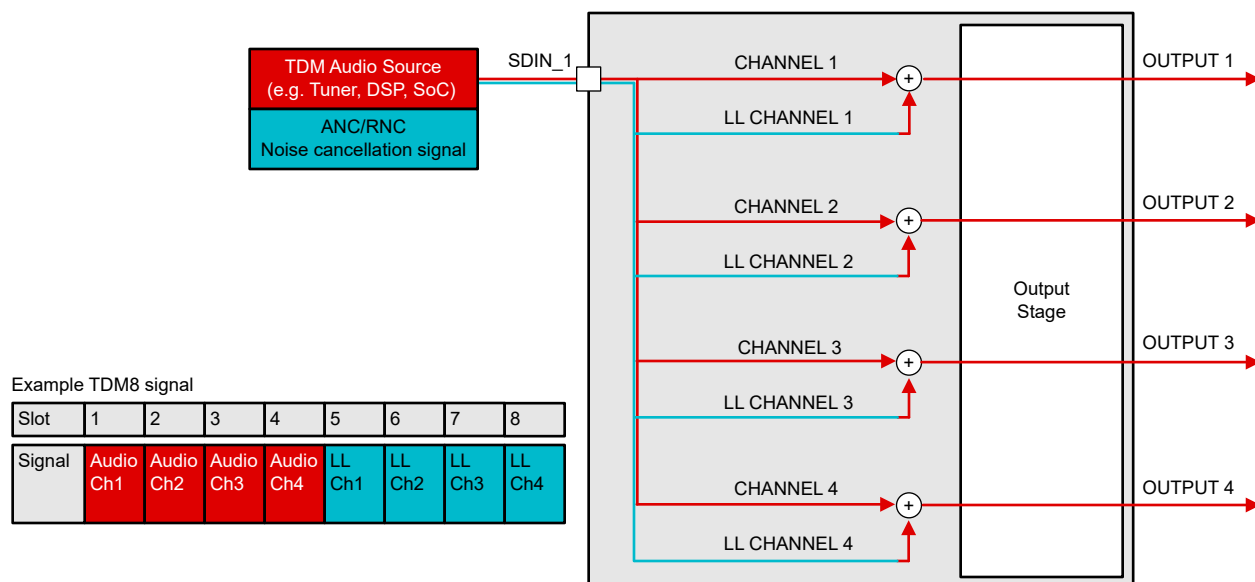 TDM Audio Source
(e.g. Tuner, DSP, SoC)
ANC/RNC
Noise cancellation signal
SDIN_1
CHANNEL 1
+
LL CHANNEL 1
OUTPUT 1
CHANNEL 2
+
LL CHANNEL 2
OUTPUT 2
Output
Stage
CHANNEL 3
+
LL CHANNEL 3
OUTPUT 3
CHANNEL 4
+
LL CHANNEL 4
OUTPUT 4
Example TDM8 signal
Slot 1 2 3 4 5 6 7 8
Signal Audio Audio Audio Audio LL LL LL LL
Ch1 Ch2 Ch3 Ch4 Ch1 Ch2 Ch3 Ch4